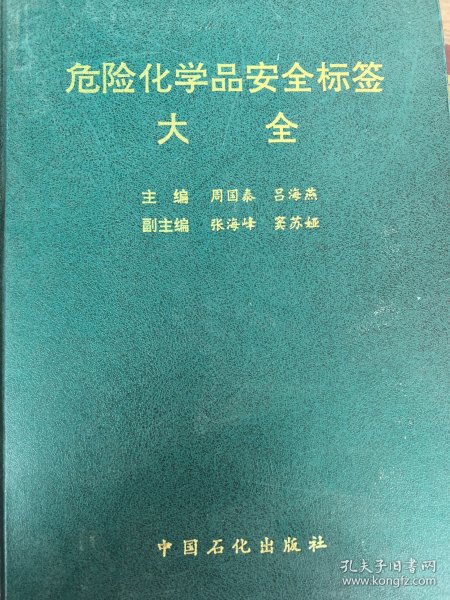 危险化学品安全标签
大 全
主 编 周国泰 吕海燕
副主编 张海峰 窦苏娅
中国石化出版社
孔夫子旧书网
www.kongfz.com